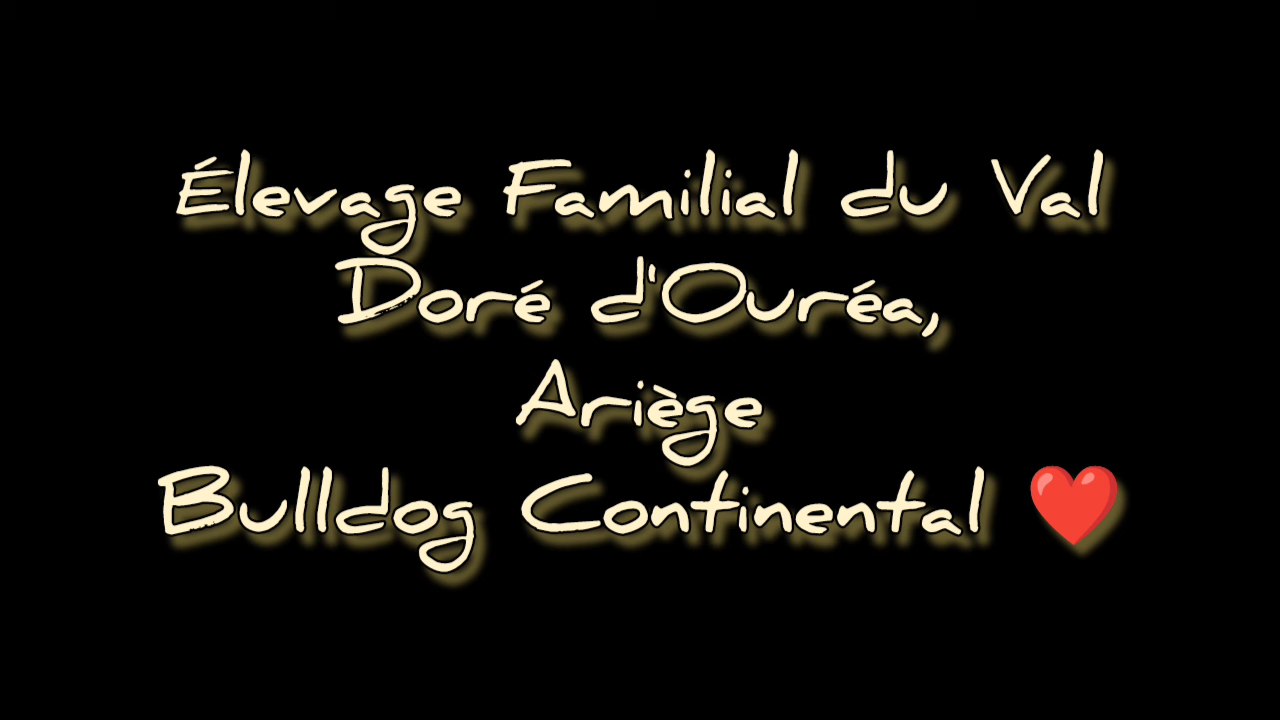 Élevage Familial du Val
Doré d'Ouréa,
Ariège
Bulldog Continental ❤️